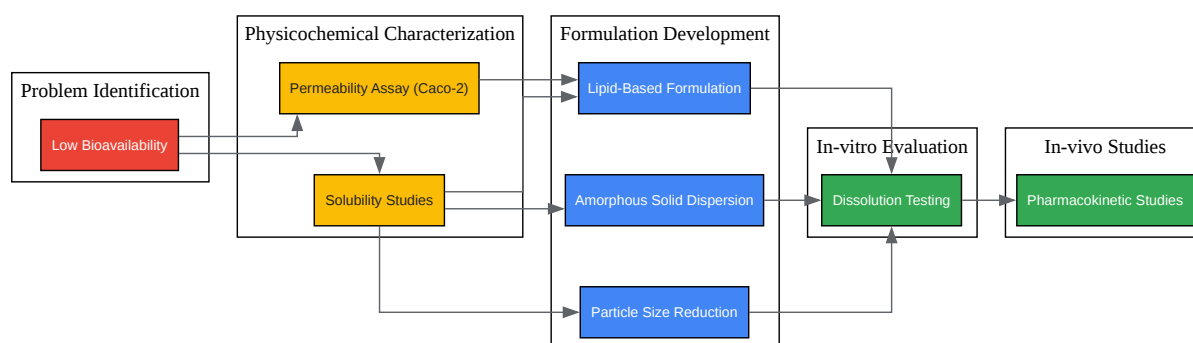 Problem Identification
Low Bioavailability
Physicochemical Characterization
Permeability Assay (Caco-2)
Solubility Studies
Formulation Development
Lipid-Based Formulation
Amorphous Solid Dispersion
Particle Size Reduction
In-vitro Evaluation
Dissolution Testing
In-vivo Studies
Pharmacokinetic Studies